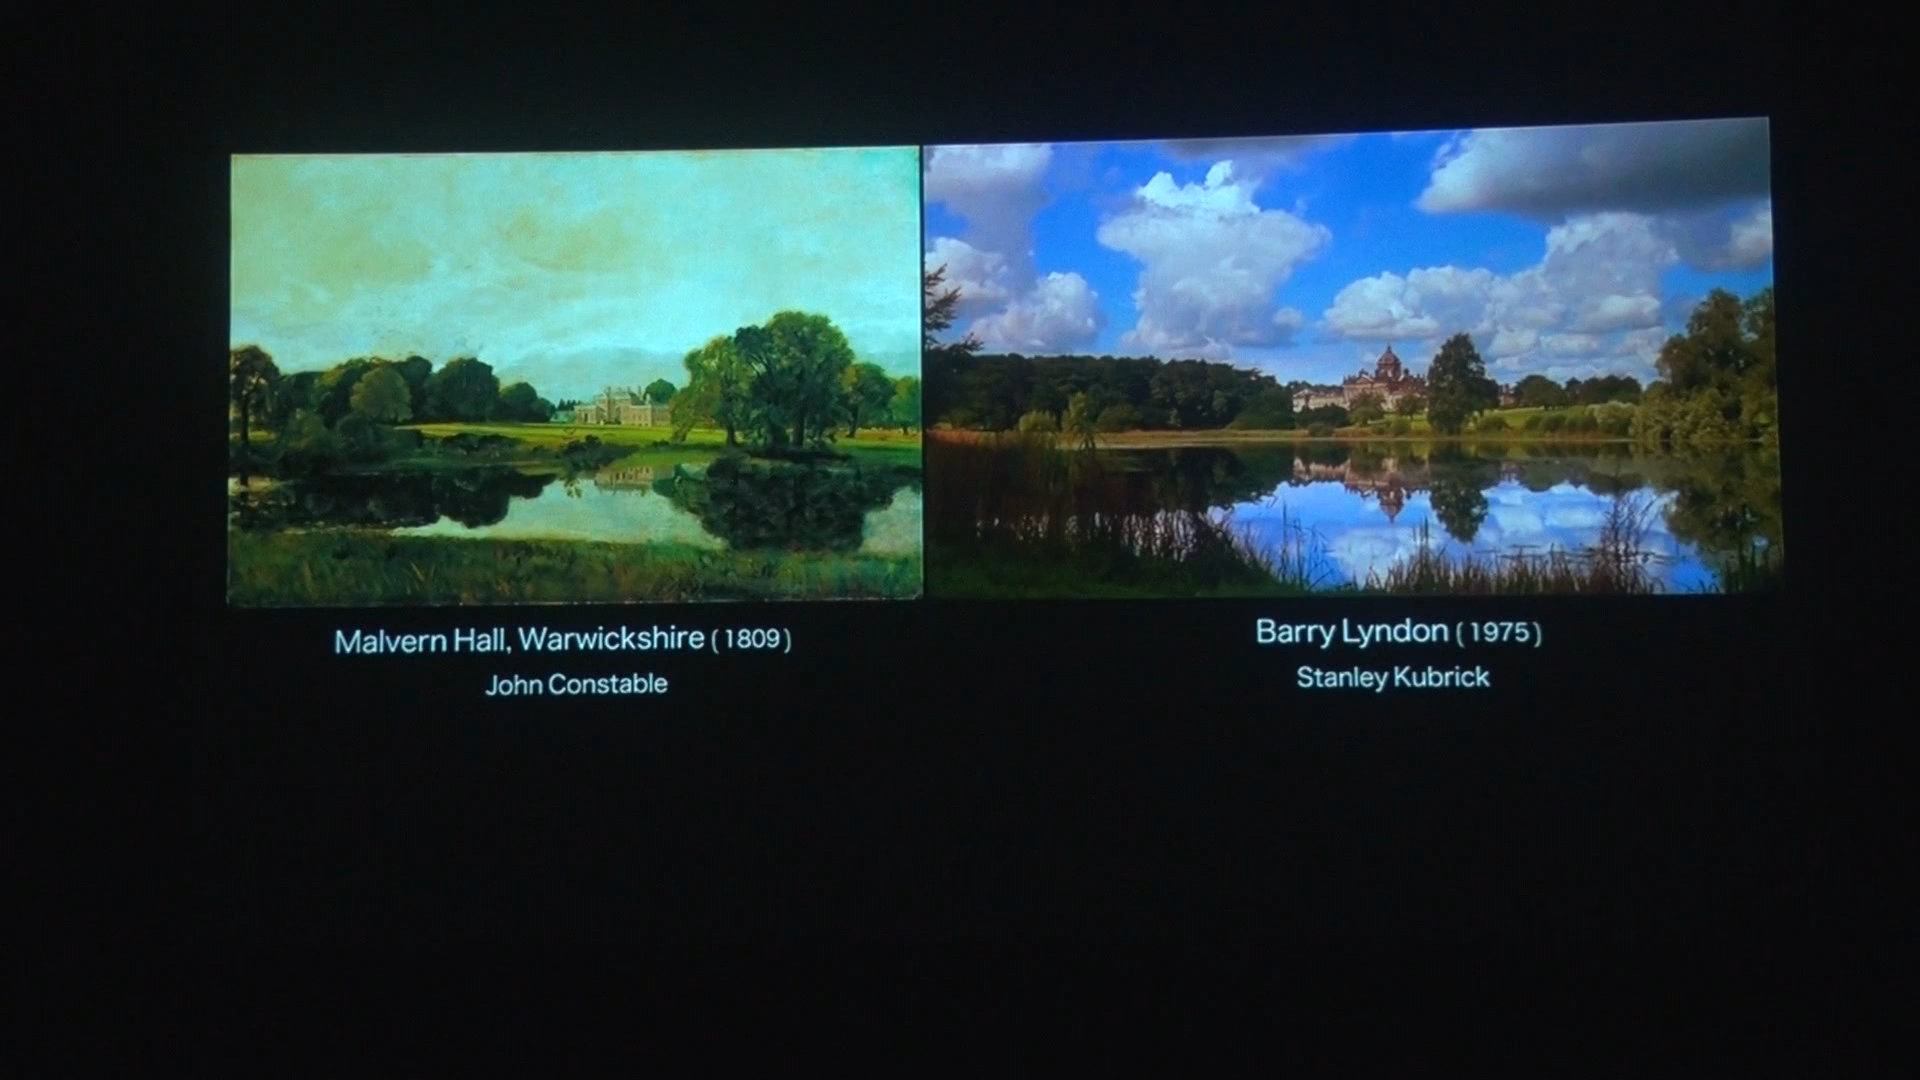 Malvern Hall, Warwickshire (1809)
John Constable
Barry Lyndon (1975)
Stanley Kubrick